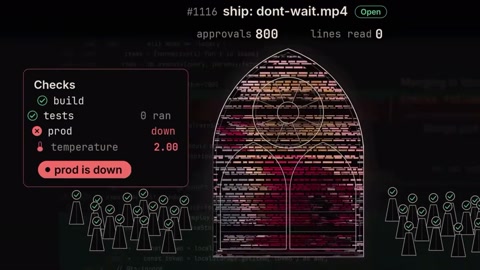 #1116 ship: dont-wait.mp4 Open
approvals 800 lines read 0
Checks
build
tests 0 ran
prod down
temperature 2.00
prod is down